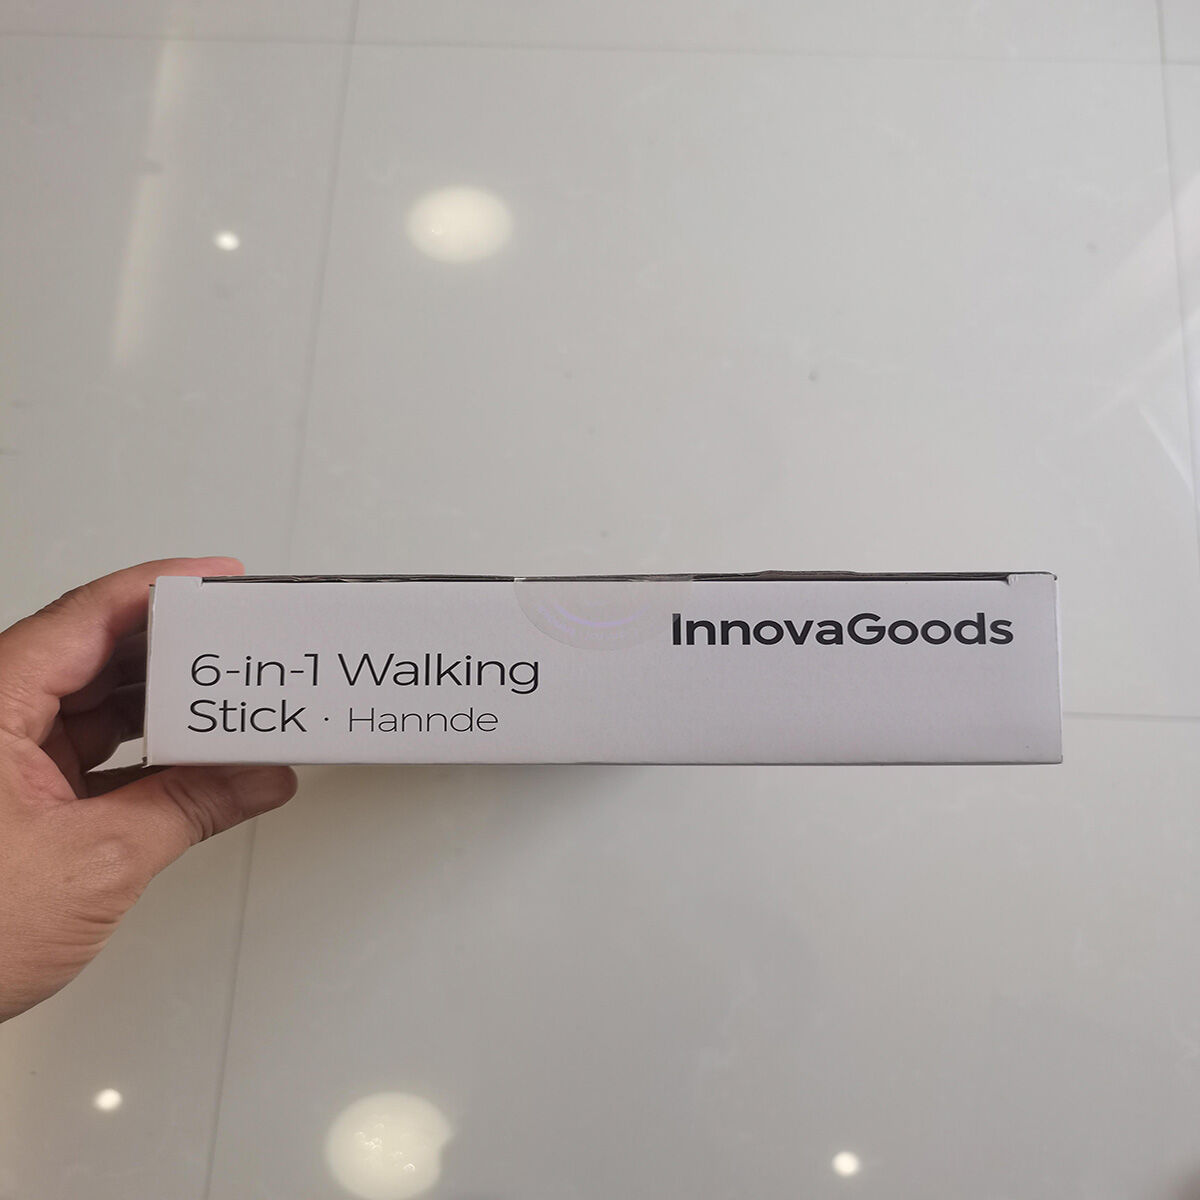 InnovaGoods
6-in-1 Walking
Stick · Hannde